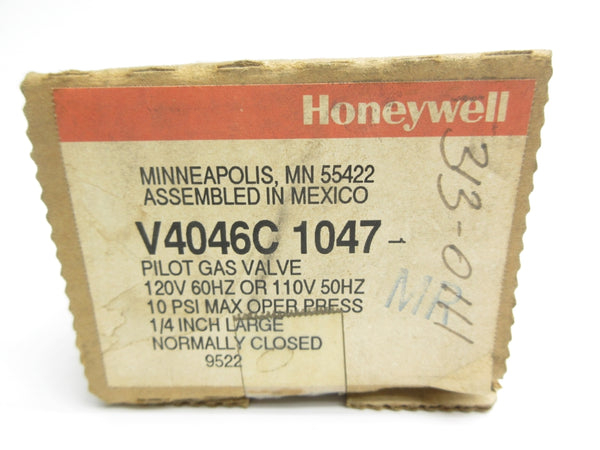 Honeywell
MINNEAPOLIS, MN 55422
ASSEMBLED IN MEXICO
V4046C 1047
PILOT GAS VALVE
120V 60HZ OR 110V 50HZ
10 PSI MAX OPER PRESS
1/4 INCH LARGE
NORMALLY CLOSED
9522